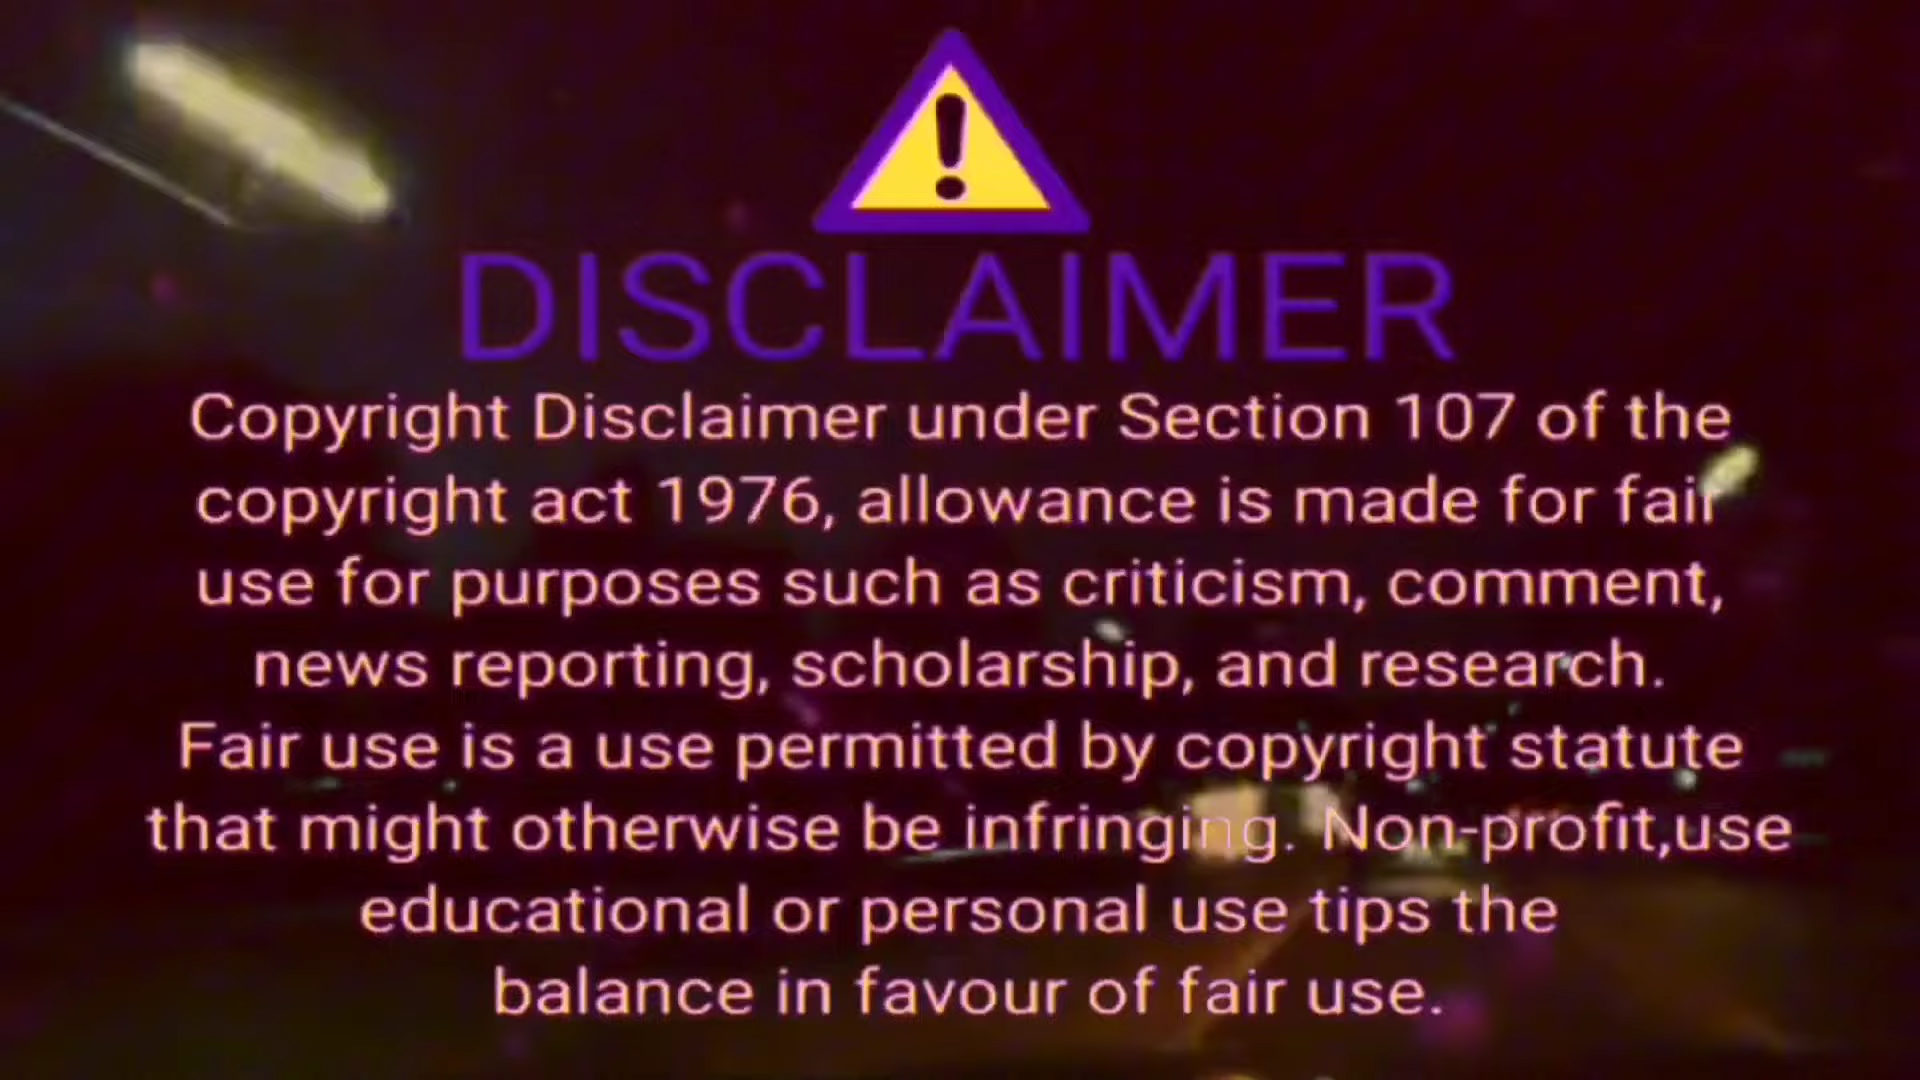 DISCLAIMER
Copyright Disclaimer under Section 107 of the
copyright act 1976, allowance is made for fair
use for purposes such as criticism, comment,
news reporting, scholarship, and research.
Fair use is a use permitted by copyright statute
that might otherwise be infringing. Non-profit,use
educational or personal use tips the
balance in favour of fair use.